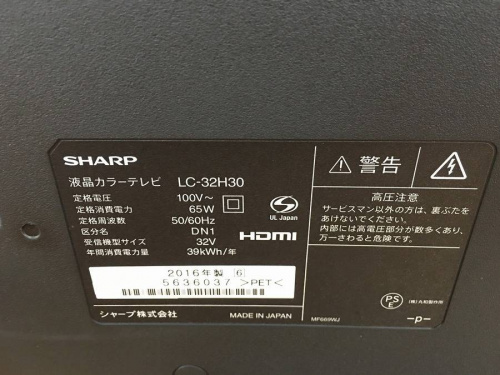 SHARP
液晶カラーテレビ LC-32H30
定格電圧 100V～
定格消費電力 65W
定格周波数 50/60Hz
区分名 DN1
受信機型サイズ 32V
年間消費電力量 39kWh/年
UL Japan
HDMI
2016年製 6
5636037 >PET<
シャープ株式会社 MADE IN JAPAN
警告
高圧注意
サービスマン以外の方は、裏ぶたを
あけないでください。
内部には高電圧部分が数多くあり、
万一さわると危険です。
PSE
MF669WJ
-p-